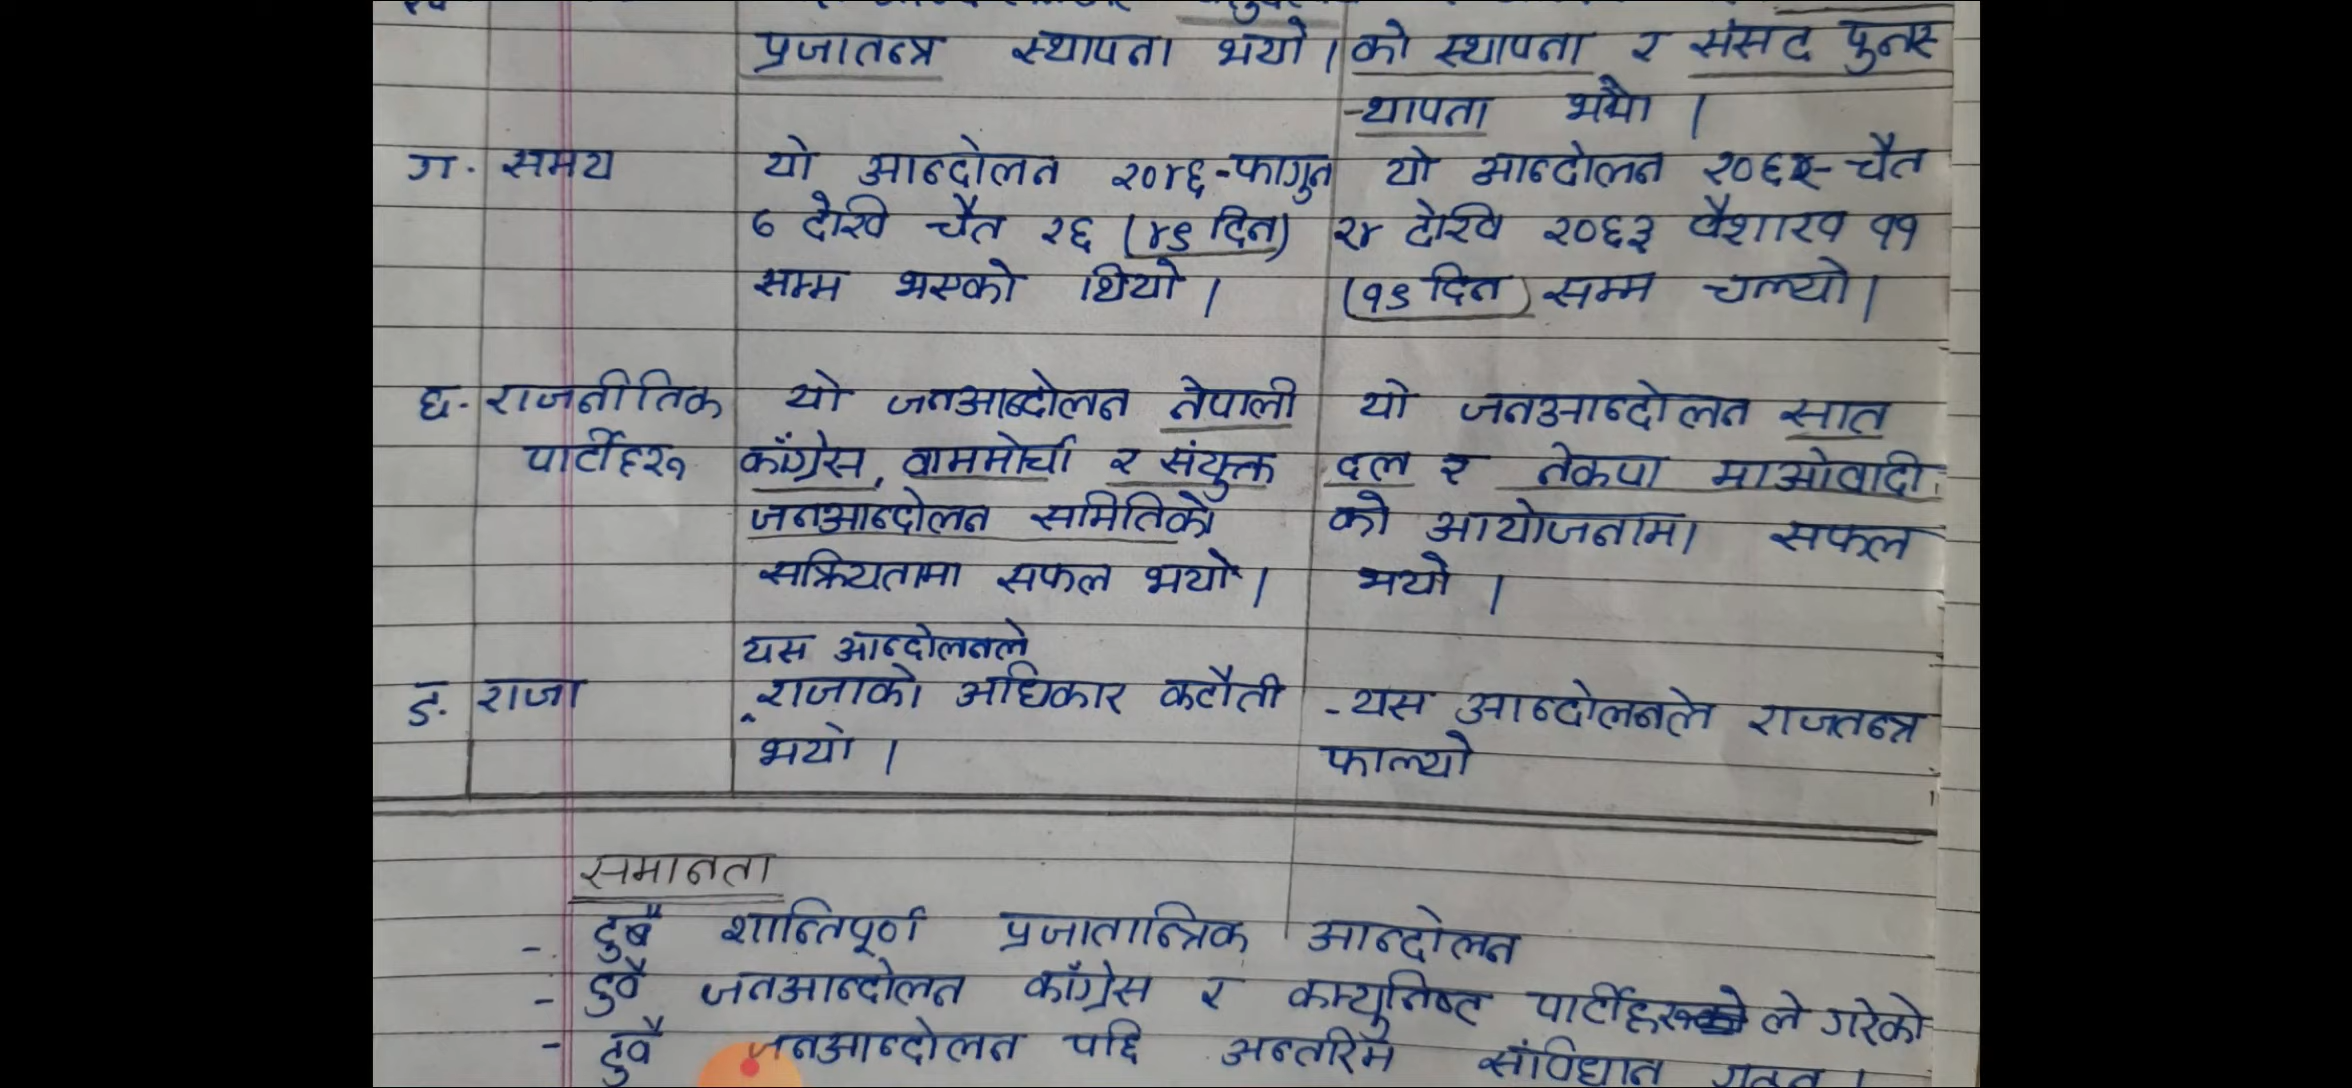 प्रजातन्त्र स्थापना भयो । को स्थापना र संसद पुनस
-थापना भयो ।
ग. समय यो आन्दोलन २०४६-फागुन यो आन्दोलन २०६२-चैत
७ देखि चैत २६ (४९ दिन) २४ देखि २०६३ वैशाख ११
सम्म भएको थियो । (१९ दिन) सम्म चल्यो ।
घ. राजनीतिक यो जनआन्दोलन नेपाली यो जनआन्दोलन सात
पार्टीहरू काँग्रेस, वाममोर्चा र संयुक्त दल र नेकपा माओवादी
जनआन्दोलन समितिको को आयोजनामा सफल
सक्रियतामा सफल भयो । भयो ।
यस आन्दोलनले
ङ. राजा राजाको अधिकार कटौती - यस आन्दोलनले राजतन्त्र
भयो । फाल्यो
समानता
- दुबै शान्तिपूर्ण प्रजातान्त्रिक आन्दोलन
- दुवै जनआन्दोलन काँग्रेस र कम्युनिष्ट पार्टीहरू ले गरेको
- दुवै जनआन्दोलन पछि अन्तरिम संविधान